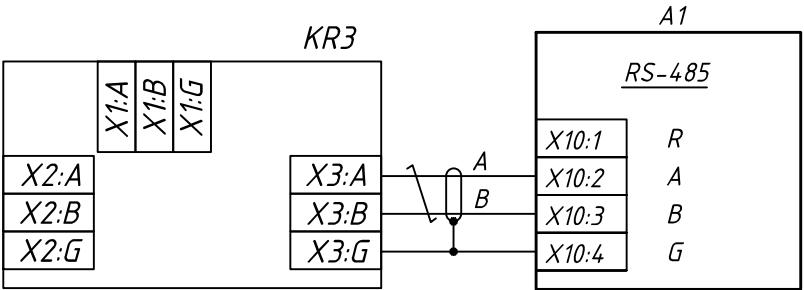 KR3
A1
RS-485
X1:A
X1:B
X1:G
X2:A
X2:B
X2:G
X3:A
X3:B
X3:G
A
B
X10:1 R
X10:2 A
X10:3 B
X10:4 G